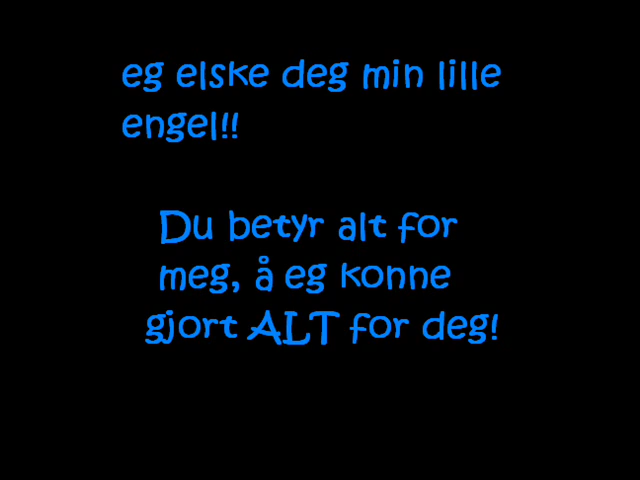 eg elske deg min lille
engel!!
Du betyr alt for
meg, å eg konne
gjort ALT for deg!